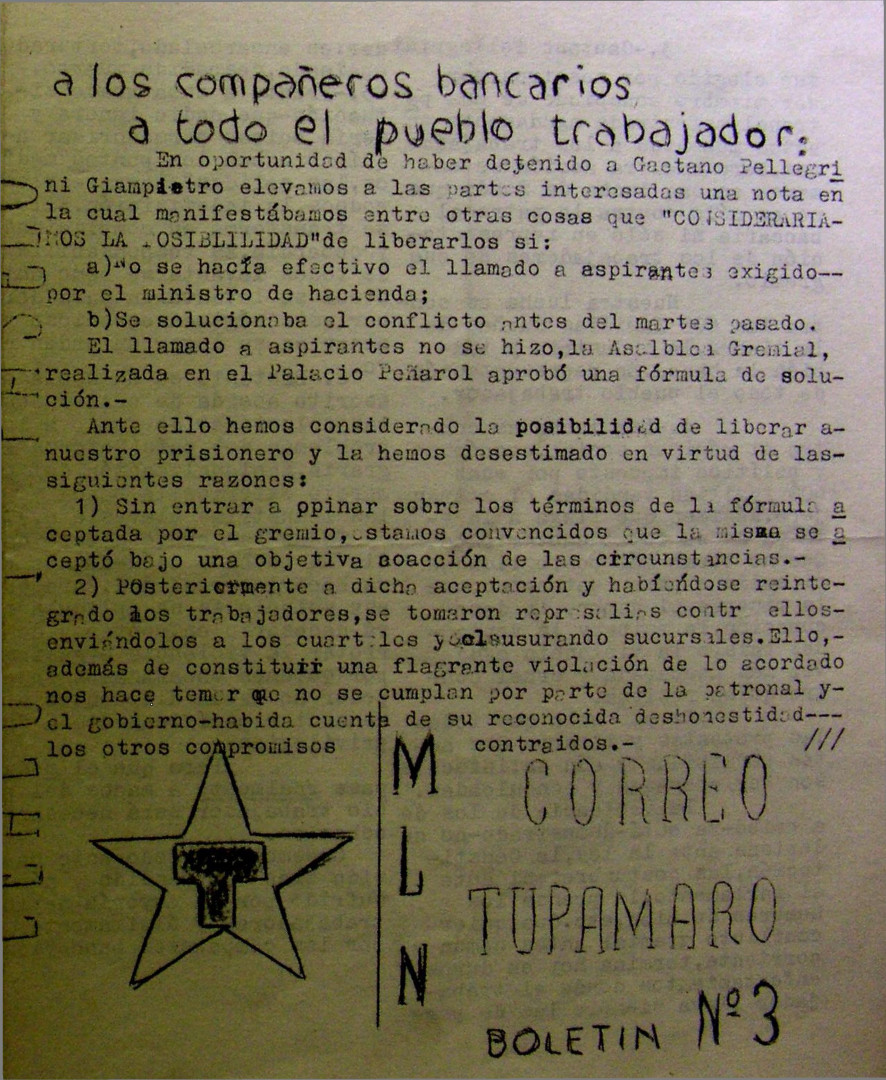 a los compañeros bancarios
a todo el pueblo trabajador.
En oportunidad de haber detenido a Gaetano Pellegri
ni Giampietro elevamos a las partes interesadas una nota en
la cual manifestábamos entre otras cosas que "CONSIDERARIA-
MOS LA POSIBLILIDAD"de liberarlos si:
a)No se hacía efectivo el llamado a aspirantes exigido--
por el ministro de hacienda;
b)Se solucionaba el conflicto antes del martes pasado.
El llamado a aspirantes no se hizo,la Asalblea Gremial,
realizada en el Palacio Peñarol aprobó una fórmula de solu-
ción.-
Ante ello hemos considerado la posibilidad de liberar a-
nuestro prisionero y la hemos desestimado en virtud de las-
siguientes razones:
1) Sin entrar a ppinar sobre los términos de la fórmula a
ceptada por el gremio,estamos convencidos que la misma se a
ceptó bajo una objetiva coacción de las circunstancias.-
2) POsteriormente a dicha aceptación y habíendose reinte-
grado los trabajadores,se tomaron represalias contr ellos-
enviándolos a los cuarteles y clausurando sucursales.Ello,-
además de constituir una flagrante violación de lo acordado
nos hace temer que no se cumplan por parte de la patronal y-
el gobierno-habida cuenta de su reconocida deshonestidad---
los otros compromisos contraidos.- ///
M
L
N
CORREO
TUPAMARO
BOLETIN Nº 3